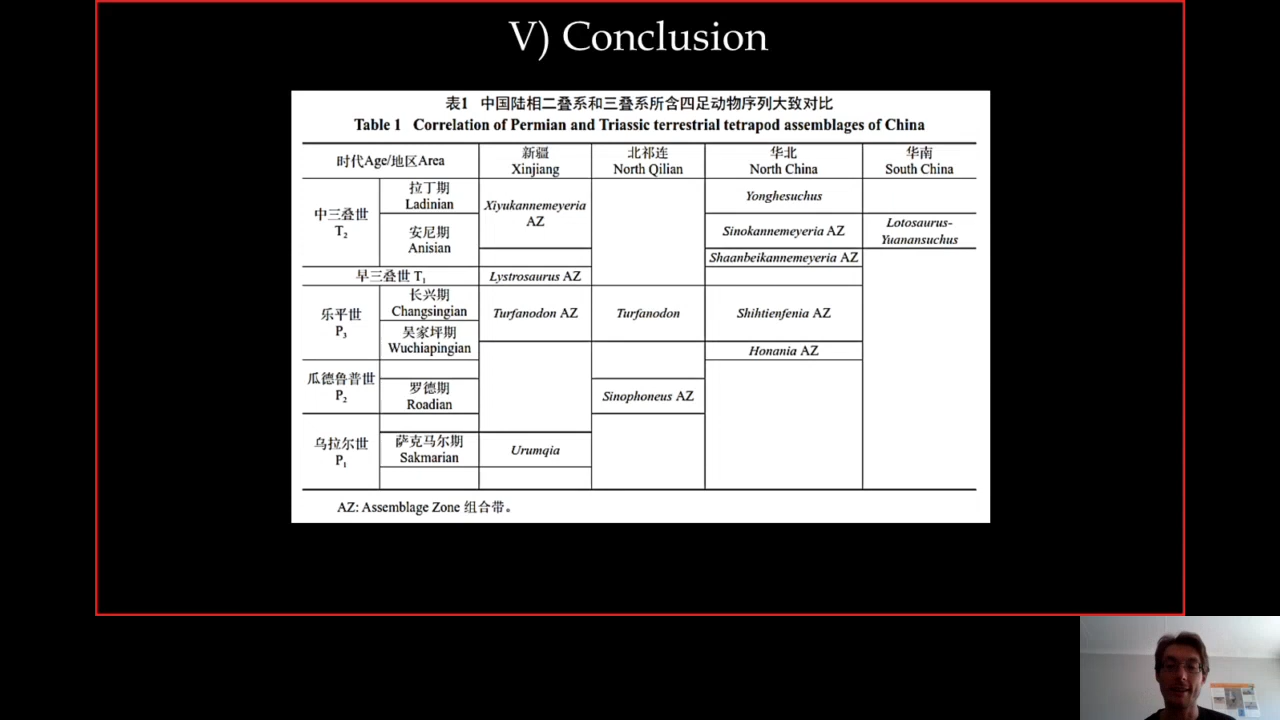 V) Conclusion
表1 中国陆相二叠系和三叠系所含四足动物序列大致对比
Table 1 Correlation of Permian and Triassic terrestrial tetrapod assemblages of China
时代Age/地区Area
新疆
Xinjiang
北祁连
North Qilian
华北
North China
华南
South China
中三叠世
T₂
拉丁期
Ladinian
安尼期
Anisian
Xiyukannemeyeria
AZ
Yonghesuchus
Sinokannemeyeria AZ
Lotosaurus-
Yuanansuchus
Shaanbeikannemeyeria AZ
早三叠世 T₁
Lystrosaurus AZ
乐平世
P₃
长兴期
Changsingian
吴家坪期
Wuchiapingian
Turfanodon AZ
Turfanodon
Shihtienfenia AZ
Honania AZ
瓜德鲁普世
P₂
罗德期
Roadian
Sinophoneus AZ
乌拉尔世
P₁
萨克马尔期
Sakmarian
Urumqia
AZ: Assemblage Zone 组合带。